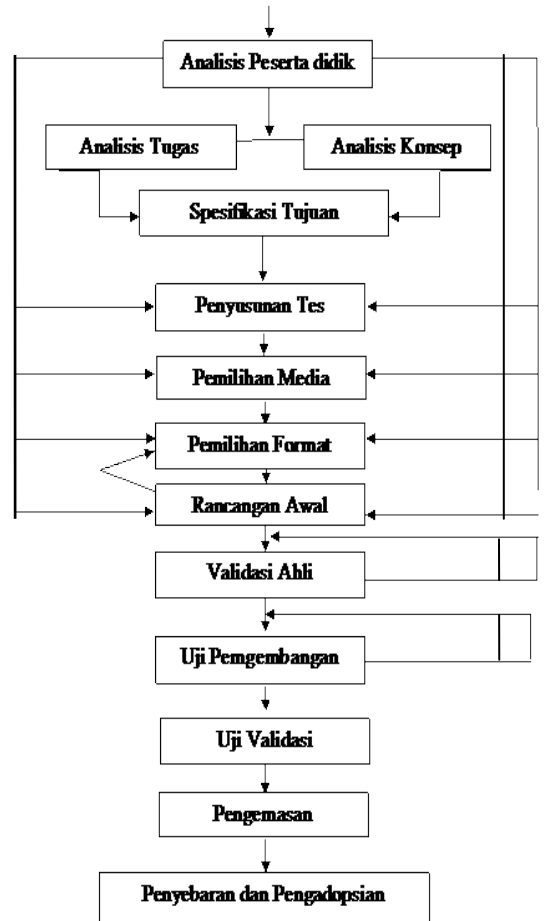 Analisis Peserta didik
Analisis Tugas
Analisis Konsep
Spesifikasi Tujuan
Penyusunan Tes
Pemilihan Media
Pemilihan Format
Rancangan Awal
Validasi Ahli
Uji Pemgembangan
Uji Validasi
Pengemasan
Penyebaran dan Pengadopsian